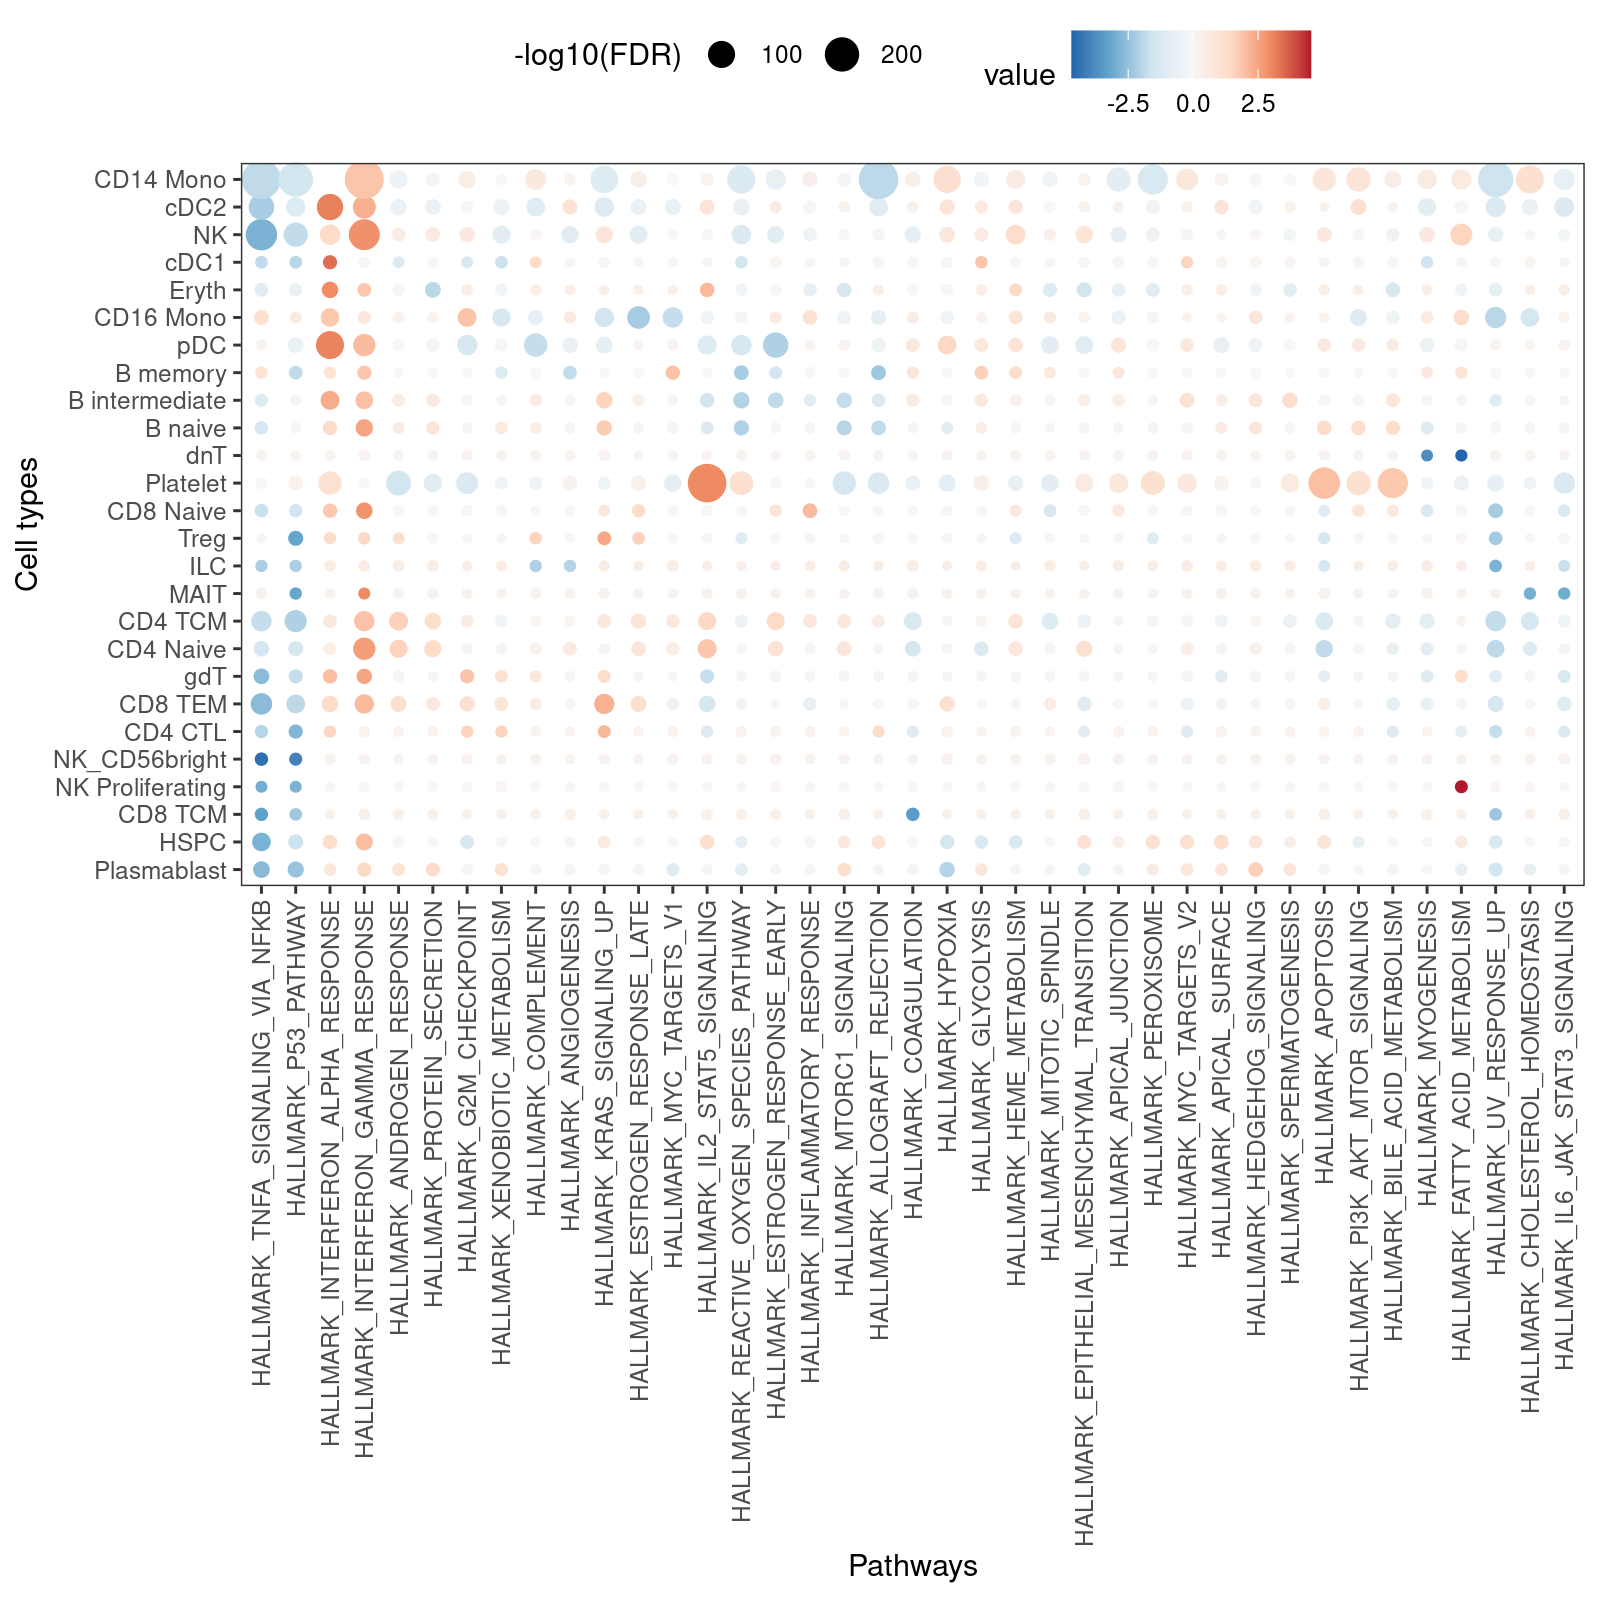 -log10(FDR) 100 200
value -2.5 0.0 2.5
Cell types
CD14 Mono
cDC2
NK
cDC1
Eryth
CD16 Mono
pDC
B memory
B intermediate
B naive
dnT
Platelet
CD8 Naive
Treg
ILC
MAIT
CD4 TCM
CD4 Naive
gdT
CD8 TEM
CD4 CTL
NK_CD56bright
NK Proliferating
CD8 TCM
HSPC
Plasmablast
HALLMARK_TNFA_SIGNALING_VIA_NFKB
HALLMARK_P53_PATHWAY
HALLMARK_INTERFERON_ALPHA_RESPONSE
HALLMARK_INTERFERON_GAMMA_RESPONSE
HALLMARK_ANDROGEN_RESPONSE
HALLMARK_PROTEIN_SECRETION
HALLMARK_G2M_CHECKPOINT
HALLMARK_XENOBIOTIC_METABOLISM
HALLMARK_COMPLEMENT
HALLMARK_ANGIOGENESIS
HALLMARK_KRAS_SIGNALING_UP
HALLMARK_ESTROGEN_RESPONSE_LATE
HALLMARK_MYC_TARGETS_V1
HALLMARK_IL2_STAT5_SIGNALING
HALLMARK_REACTIVE_OXYGEN_SPECIES_PATHWAY
HALLMARK_ESTROGEN_RESPONSE_EARLY
HALLMARK_INFLAMMATORY_RESPONSE
HALLMARK_MTORC1_SIGNALING
HALLMARK_ALLOGRAFT_REJECTION
HALLMARK_COAGULATION
HALLMARK_HYPOXIA
HALLMARK_GLYCOLYSIS
HALLMARK_HEME_METABOLISM
HALLMARK_MITOTIC_SPINDLE
HALLMARK_EPITHELIAL_MESENCHYMAL_TRANSITION
HALLMARK_APICAL_JUNCTION
HALLMARK_PEROXISOME
HALLMARK_MYC_TARGETS_V2
HALLMARK_APICAL_SURFACE
HALLMARK_HEDGEHOG_SIGNALING
HALLMARK_SPERMATOGENESIS
HALLMARK_APOPTOSIS
HALLMARK_PI3K_AKT_MTOR_SIGNALING
HALLMARK_BILE_ACID_METABOLISM
HALLMARK_MYOGENESIS
HALLMARK_FATTY_ACID_METABOLISM
HALLMARK_UV_RESPONSE_UP
HALLMARK_CHOLESTEROL_HOMEOSTASIS
HALLMARK_IL6_JAK_STAT3_SIGNALING
Pathways